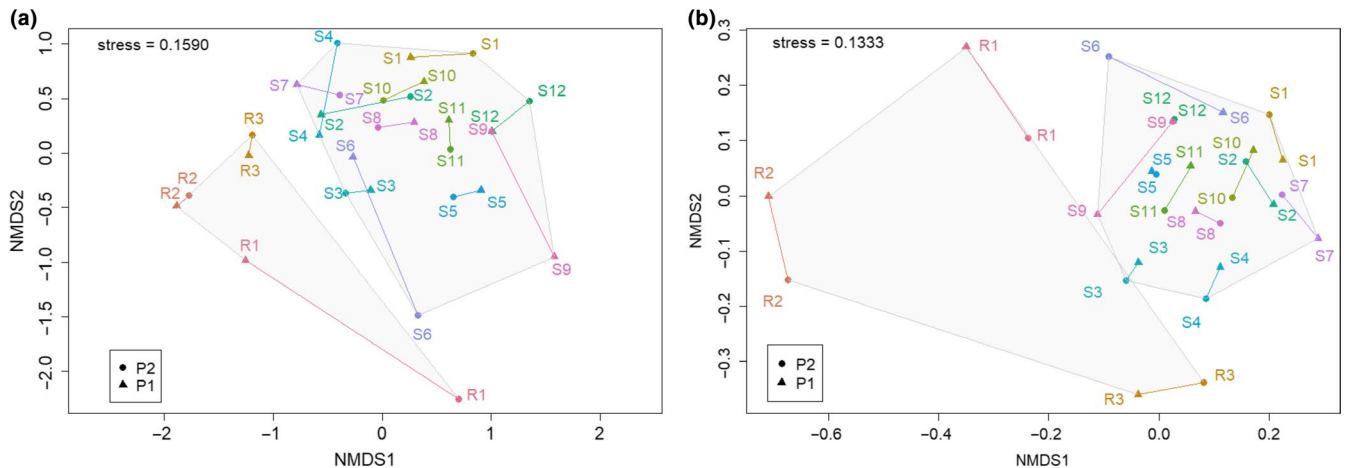 (a)
stress = 0.1590
S4
S1
S1
S7
S7
S10
S10
S2
S2
S12
S12
S11
S11
S8
S8
S9
S9
S4
R3
R3
S6
S6
S3
S3
S5
S5
R2
R2
R1
R1
1.0
0.5
0.0
−0.5
−1.0
−1.5
−2.0
NMDS2
P2
P1
−2
−1
0
1
2
NMDS1
(b)
stress = 0.1333
R1
R1
S6
S6
S1
S1
S12
S12
S9
S9
S11
S11
S5
S5
S10
S10
S2
S2
S7
S7
S8
S8
S3
S3
S4
S4
R2
R2
R3
R3
0.3
0.2
0.1
0.0
−0.1
−0.2
−0.3
NMDS2
P2
P1
−0.6
−0.4
−0.2
0.0
0.2
NMDS1